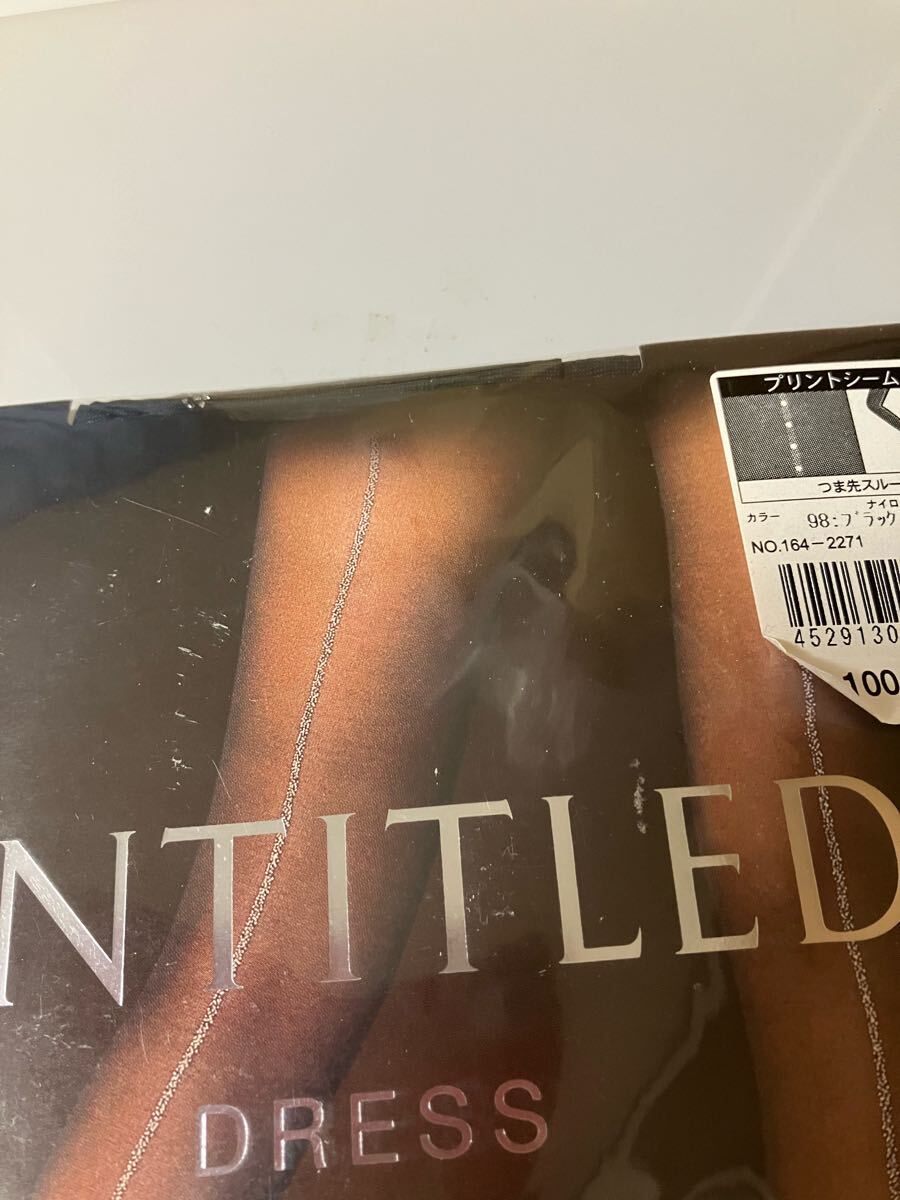 プリントシーム
つま先スルー
ナイロ
カラー 98:ブラック
NO.164-2271
4529130
100
NTITLED
DRESS